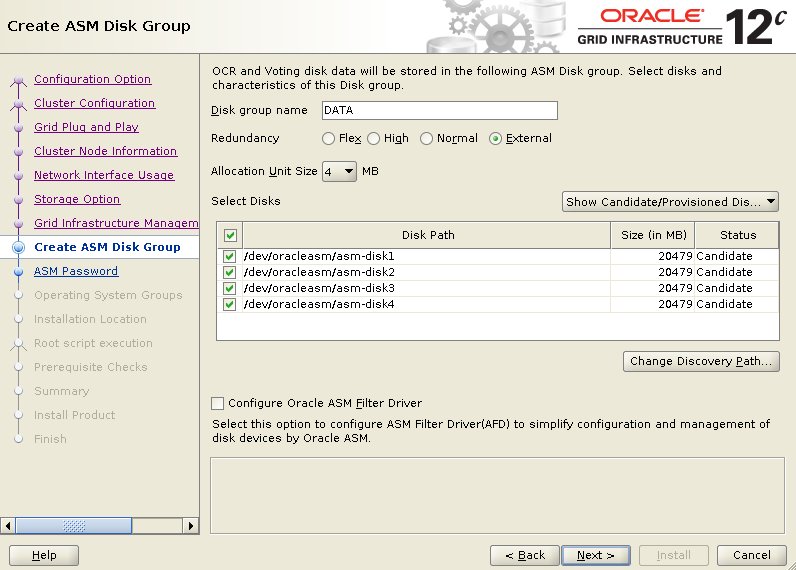 Create ASM Disk Group
ORACLE
GRID INFRASTRUCTURE 12c
Configuration Option
Cluster Configuration
Grid Plug and Play
Cluster Node Information
Network Interface Usage
Storage Option
Grid Infrastructure Managem
Create ASM Disk Group
ASM Password
Operating System Groups
Installation Location
Root script execution
Prerequisite Checks
Summary
Install Product
Finish
OCR and Voting disk data will be stored in the following ASM Disk group. Select disks and
characteristics of this Disk group.
Disk group name DATA
Redundancy Flex High Normal External
Allocation Unit Size 4 MB
Select Disks Show Candidate/Provisioned Dis...
Disk Path Size (in MB) Status
/dev/oracleasm/asm-disk1 20479 Candidate
/dev/oracleasm/asm-disk2 20479 Candidate
/dev/oracleasm/asm-disk3 20479 Candidate
/dev/oracleasm/asm-disk4 20479 Candidate
Change Discovery Path...
Configure Oracle ASM Filter Driver
Select this option to configure ASM Filter Driver(AFD) to simplify configuration and management of
disk devices by Oracle ASM.
Help < Back Next > Install Cancel